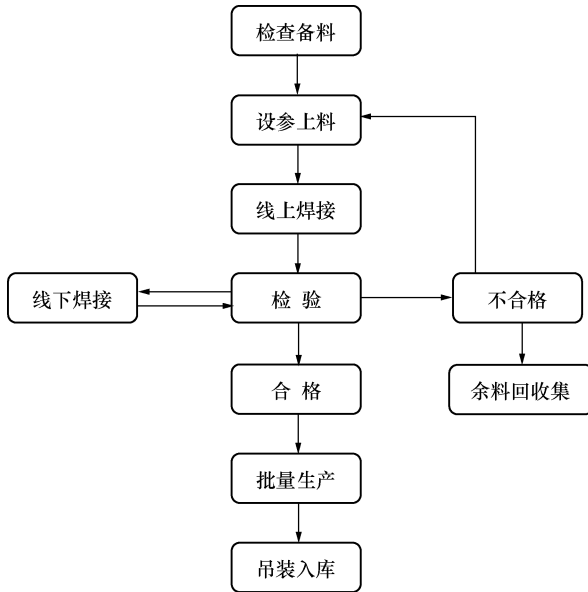 检查备料
设参上料
线上焊接
线下焊接
检 验
不合格
合 格
余料回收集
批量生产
吊装入库